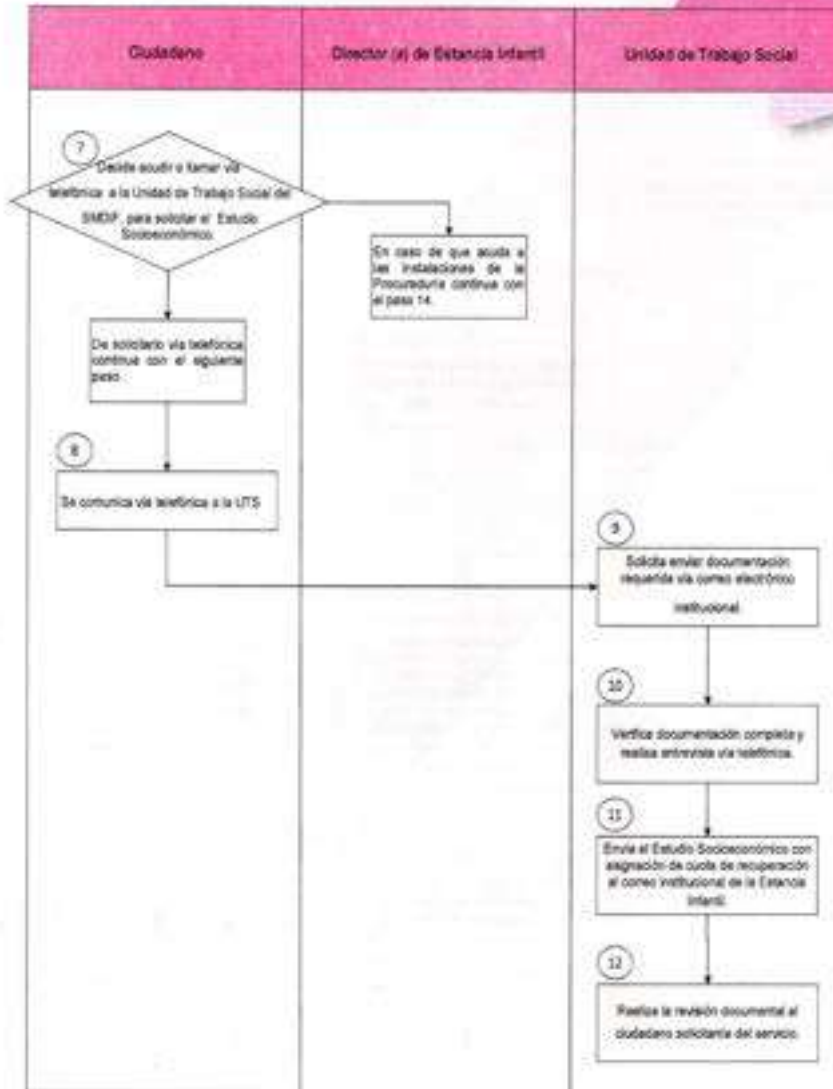 Ciudadano
Director (a) de Estancia Infantil
Unidad de Trabajo Social
7
Decide acudir o llamar vía
telefónica a la Unidad de Trabajo Social del
SMDIF para solicitar el Estudio
Socioeconómico.
En caso de que acuda a
las instalaciones de la
Procuraduría continua con
el paso 14.
De solicitarlo vía telefónica
continua con el siguiente
paso
8
Se comunica vía telefónica a la UTS
9
Solicita enviar documentación
requerida vía correo electrónico
institucional.
10
Verifica documentación completa y
realiza entrevista vía telefónica.
11
Envía el Estudio Socioeconómico con
asignación de cuota de recuperación
al correo institucional de la Estancia
Infantil
12
Realiza la revisión documental al
ciudadano solicitante del servicio.